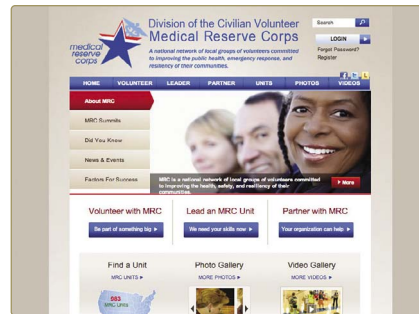 Division of the Civilian Volunteer
Medical Reserve Corps
medical
reserve
corps
A national network of local groups of volunteers committed
to improving the public health, emergency response, and
resiliency of their communities.
Search
LOGIN
Forgot Password?
Register
HOME VOLUNTEER LEADER PARTNER UNITS PHOTOS VIDEOS
About MRC
MRC Summits
Did You Know
News & Events
Factors For Success
MRC is a national network of local groups of volunteers committed
to improving the health, safety, and resiliency of their
communities.
More
Volunteer with MRC
Be part of something big
Lead an MRC Unit
We need your skills now
Partner with MRC
Your organization can help
Find a Unit
MRC UNITS
Photo Gallery
MORE PHOTOS
Video Gallery
MORE VIDEOS
MRC UNITS